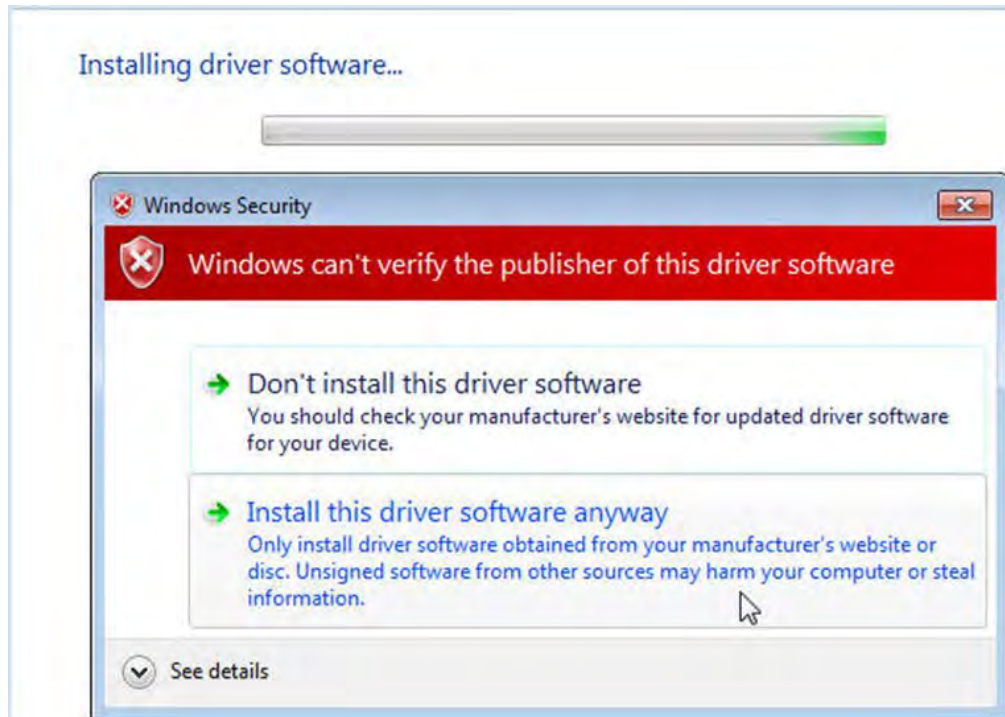 Installing driver software...
Windows Security
Windows can't verify the publisher of this driver software
Don't install this driver software
You should check your manufacturer's website for updated driver software
for your device.
Install this driver software anyway
Only install driver software obtained from your manufacturer's website or
disc. Unsigned software from other sources may harm your computer or steal
information.
See details